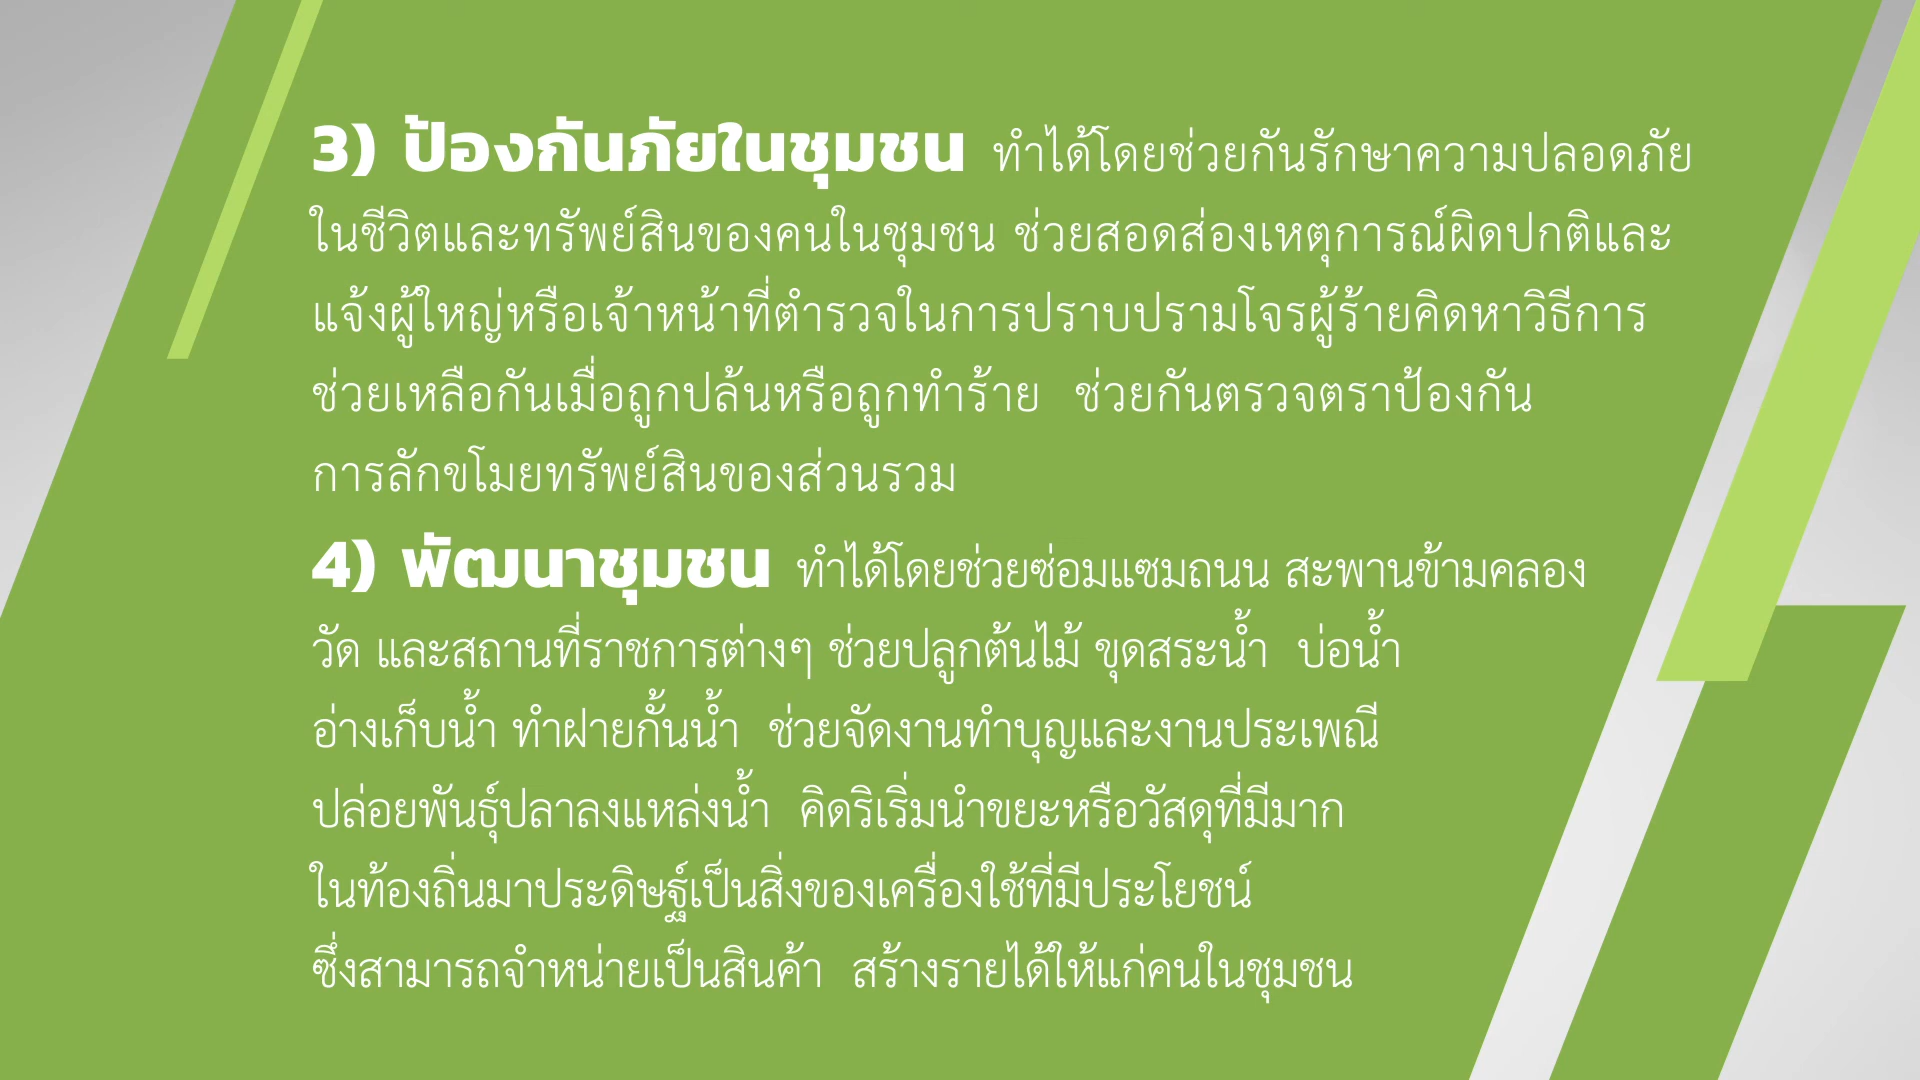 3) ป้องกันภัยในชุมชน ทำได้โดยช่วยกันรักษาความปลอดภัย
ในชีวิตและทรัพย์สินของคนในชุมชน ช่วยสอดส่องเหตุการณ์ผิดปกติและ
แจ้งผู้ใหญ่หรือเจ้าหน้าที่ตำรวจในการปราบปรามโจรผู้ร้ายคิดหาวิธีการ
ช่วยเหลือกันเมื่อถูกปล้นหรือถูกทำร้าย ช่วยกันตรวจตราป้องกัน
การลักขโมยทรัพย์สินของส่วนรวม
4) พัฒนาชุมชน ทำได้โดยช่วยซ่อมแซมถนน สะพานข้ามคลอง
วัด และสถานที่ราชการต่างๆ ช่วยปลูกต้นไม้ ขุดสระน้ำ บ่อน้ำ
อ่างเก็บน้ำ ทำฝายกั้นน้ำ ช่วยจัดงานทำบุญและงานประเพณี
ปล่อยพันธุ์ปลาลงแหล่งน้ำ คิดริเริ่มนำขยะหรือวัสดุที่มีมาก
ในท้องถิ่นมาประดิษฐ์เป็นสิ่งของเครื่องใช้ที่มีประโยชน์
ซึ่งสามารถจำหน่ายเป็นสินค้า สร้างรายได้ให้แก่คนในชุมชน